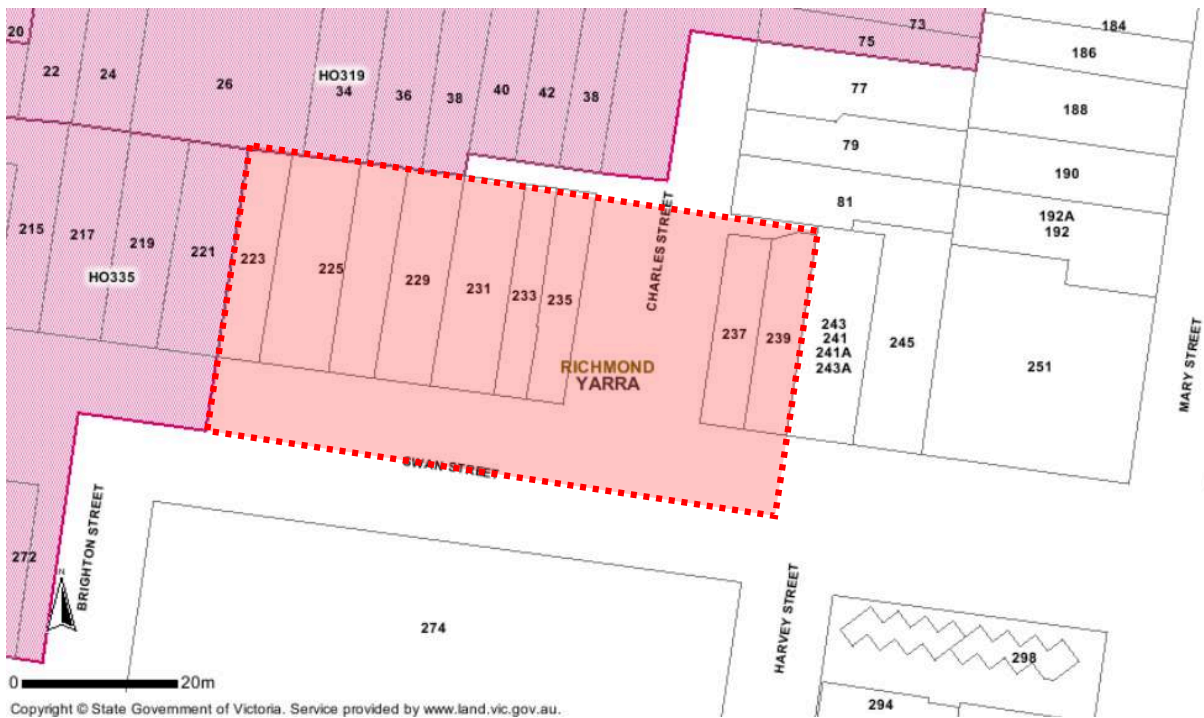 20
22
24
26
HO319
34
36
38
40
42
38
73
75
77
79
81
184
186
188
190
192A
192
215
217
219
221
HO335
223
225
229
231
233
235
CHARLES STREET
237
239
243
241
241A
243A
245
251
MARY STREET
RICHMOND
YARRA
SWAN STREET
BRIGHTON STREET
272
N
274
HARVEY STREET
298
294
0 20m
Copyright © State Government of Victoria. Service provided by www.land.vic.gov.au.